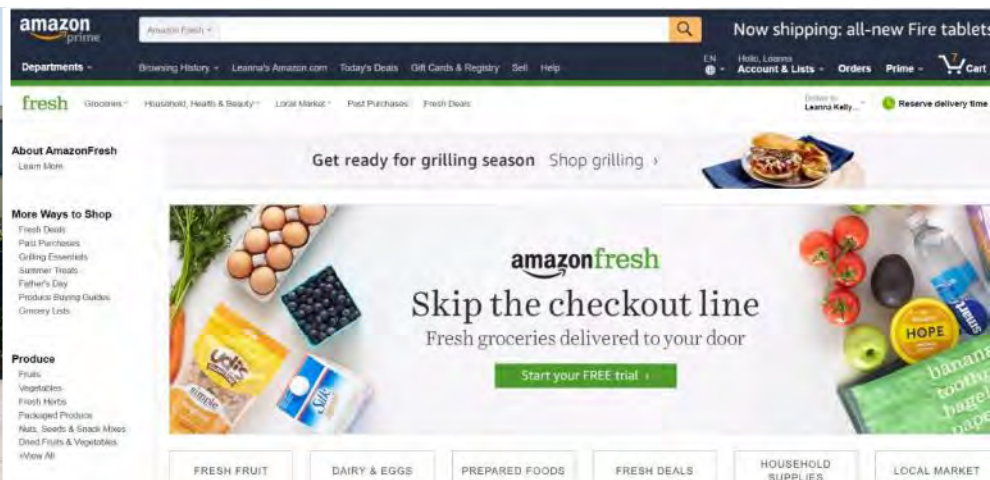 amazon
prime
Amazon Fresh
Now shipping: all-new Fire tablets
Departments
Browsing History
Leanna's Amazon.com
Today's Deals
Gift Cards & Registry
Sell
Help
EN
Hello, Leanna
Account & Lists
Orders
Prime
7
Cart
fresh
Groceries
Household, Health & Beauty
Local Market
Past Purchases
Fresh Deals
Deliver to
Leanna Kelly...
Reserve delivery time
About AmazonFresh
Learn More
Get ready for grilling season Shop grilling ›
More Ways to Shop
Fresh Deals
Past Purchases
Grilling Essentials
Summer Treats
Father's Day
Produce Buying Guides
Grocery Lists
amazonfresh
Skip the checkout line
Fresh groceries delivered to your door
Start your FREE trial ›
Udi's
simple
Silk
HOPE
smart
banana
tooth
bagel
pape
Produce
Fruits
Vegetables
Fresh Herbs
Packaged Produce
Nuts, Seeds & Snack Mixes
Dried Fruits & Vegetables
»View All
FRESH FRUIT
DAIRY & EGGS
PREPARED FOODS
FRESH DEALS
HOUSEHOLD
SUPPLIES
LOCAL MARKET